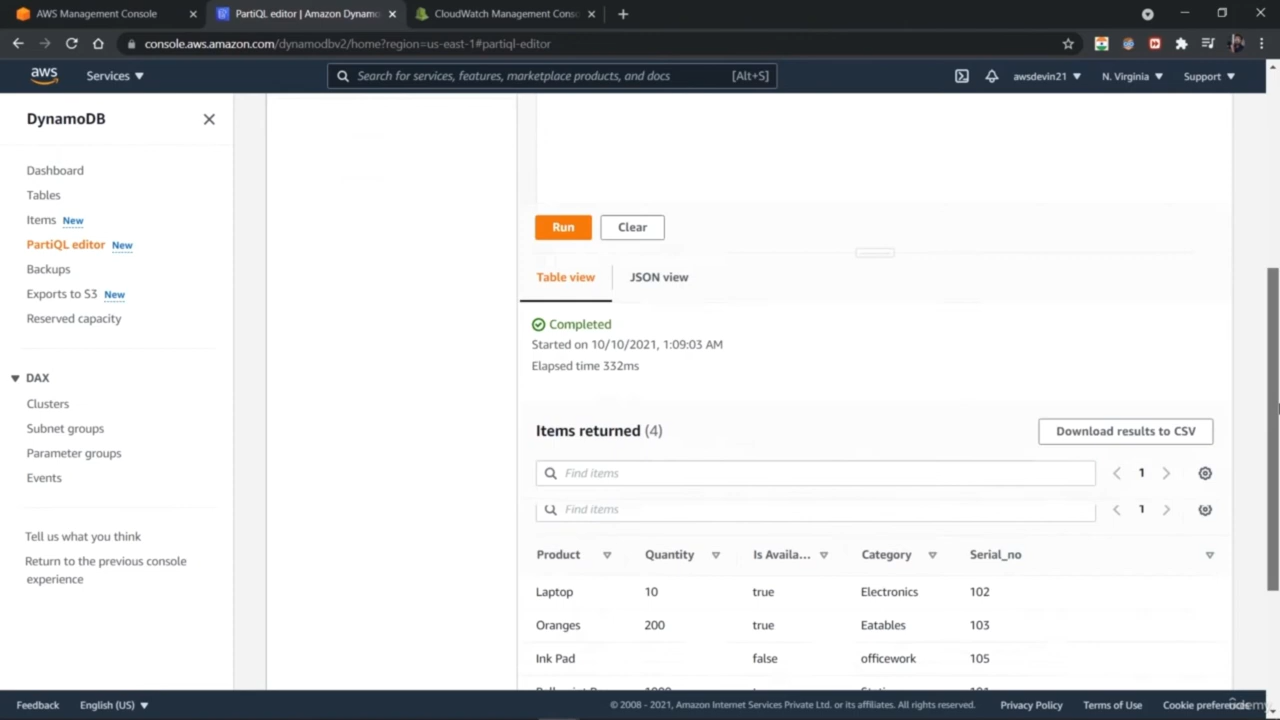 AWS Management Console
PartiQL editor | Amazon Dynamo
CloudWatch Management Cons
console.aws.amazon.com/dynamodbv2/home?region=us-east-1#partiql-editor
aws
Services
Search for services, features, marketplace products, and docs
[Alt+S]
awsdevin21
N. Virginia
Support
DynamoDB
Dashboard
Tables
Items New
PartiQL editor New
Backups
Exports to S3 New
Reserved capacity
DAX
Clusters
Subnet groups
Parameter groups
Events
Tell us what you think
Return to the previous console
experience
Run
Clear
Table view
JSON view
Completed
Started on 10/10/2021, 1:09:03 AM
Elapsed time 332ms
Items returned (4)
Download results to CSV
Find items
1
Find items
1
Product Quantity Is Availa... Category Serial_no
Laptop 10 true Electronics 102
Oranges 200 true Eatables 103
Ink Pad false officework 105
Feedback
English (US)
© 2008 - 2021, Amazon Internet Services Private Ltd. or its affiliates. All rights reserved.
Privacy Policy
Terms of Use
Cookie preferences